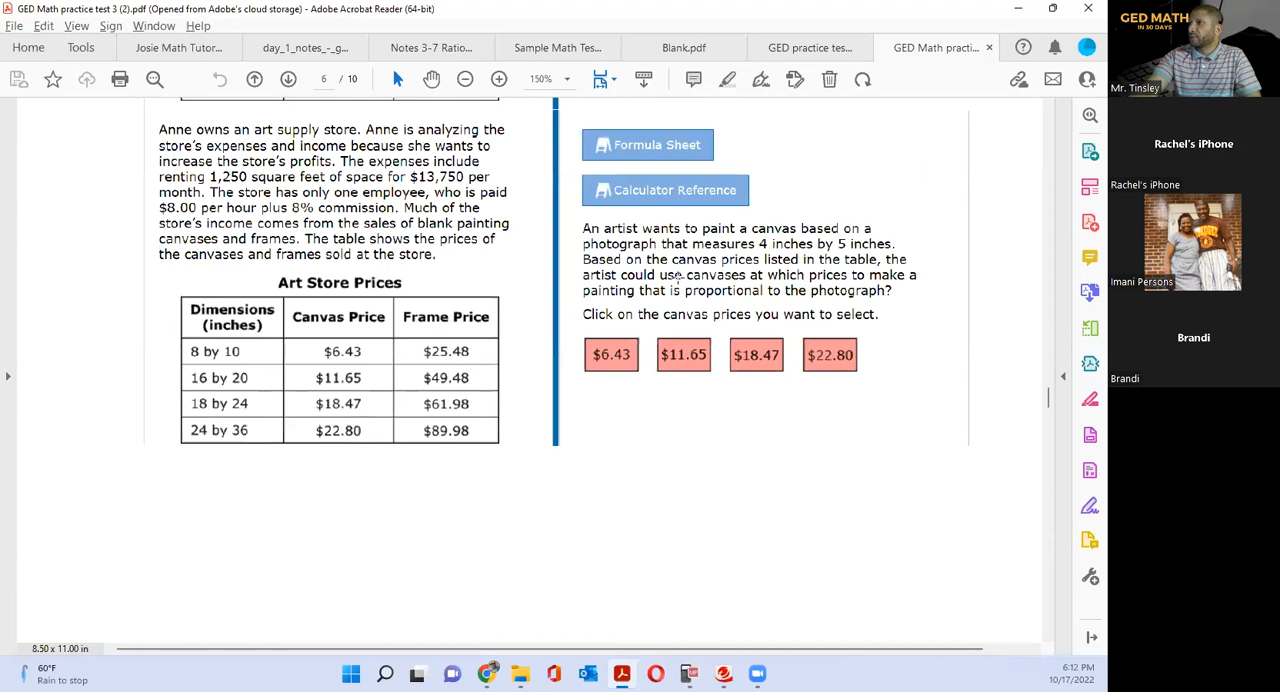 GED Math practice test 3 (2).pdf (Opened from Adobe's cloud storage) - Adobe Acrobat Reader (64-bit)
File Edit View Sign Window Help
Home Tools Josie Math Tutor... day_1_notes_-_g... Notes 3-7 Ratio... Sample Math Tes... Blank.pdf GED practice tes... GED Math practi... ×
6 / 10 150%
Anne owns an art supply store. Anne is analyzing the
store's expenses and income because she wants to
increase the store's profits. The expenses include
renting 1,250 square feet of space for $13,750 per
month. The store has only one employee, who is paid
$8.00 per hour plus 8% commission. Much of the
store's income comes from the sales of blank painting
canvases and frames. The table shows the prices of
the canvases and frames sold at the store.
Art Store Prices
Dimensions (inches) Canvas Price Frame Price
8 by 10 $6.43 $25.48
16 by 20 $11.65 $49.48
18 by 24 $18.47 $61.98
24 by 36 $22.80 $89.98
Formula Sheet
Calculator Reference
An artist wants to paint a canvas based on a
photograph that measures 4 inches by 5 inches.
Based on the canvas prices listed in the table, the
artist could use canvases at which prices to make a
painting that is proportional to the photograph?
Click on the canvas prices you want to select.
$6.43 $11.65 $18.47 $22.80
8.50 x 11.00 in
GED MATH
IN 30 DAYS
Mr. Tinsley
Rachel's iPhone
Rachel's iPhone
Imani Persons
Brandi
Brandi
60°F
Rain to stop
6:12 PM
10/17/2022